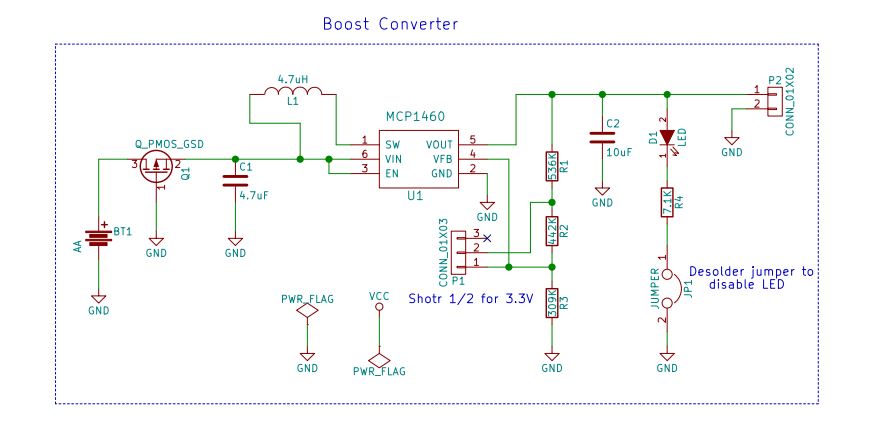 Boost Converter
4.7uH
L1
MCP1460
P2
CONN_01X02
1
2
Q_PMOS_GSD
3
2
1
Q1
C1
4.7uF
1
6
3
SW
VIN
EN
VOUT
VFB
GND
5
4
2
U1
536K
R1
C2
10uF
D1
LED
2
1
GND
GND
7.1K
R4
GND
AA
BT1
GND
GND
GND
CONN_01X03
3
2
1
P1
442K
R2
Shotr 1/2 for 3.3V
309K
R3
JUMPER
1
2
JP1
Desolder jumper to
disable LED
PWR_FLAG
GND
VCC
PWR_FLAG
GND
GND